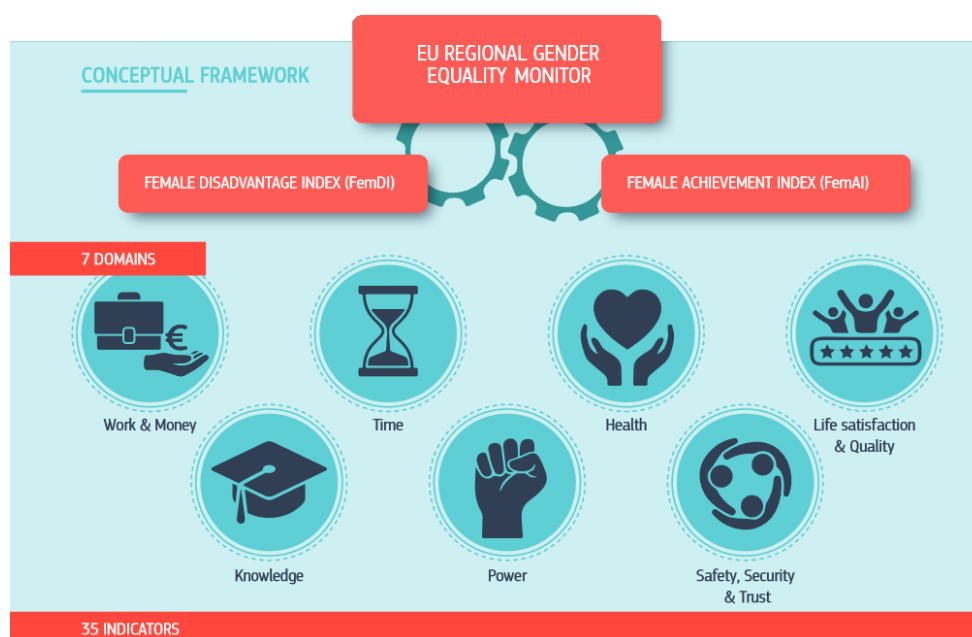 EU REGIONAL GENDER
EQUALITY MONITOR
CONCEPTUAL FRAMEWORK
FEMALE DISADVANTAGE INDEX (FemDI)
FEMALE ACHIEVEMENT INDEX (FemAI)
7 DOMAINS
€
Work & Money
Time
Health
Life satisfaction
& Quality
Knowledge
Power
Safety, Security
& Trust
35 INDICATORS